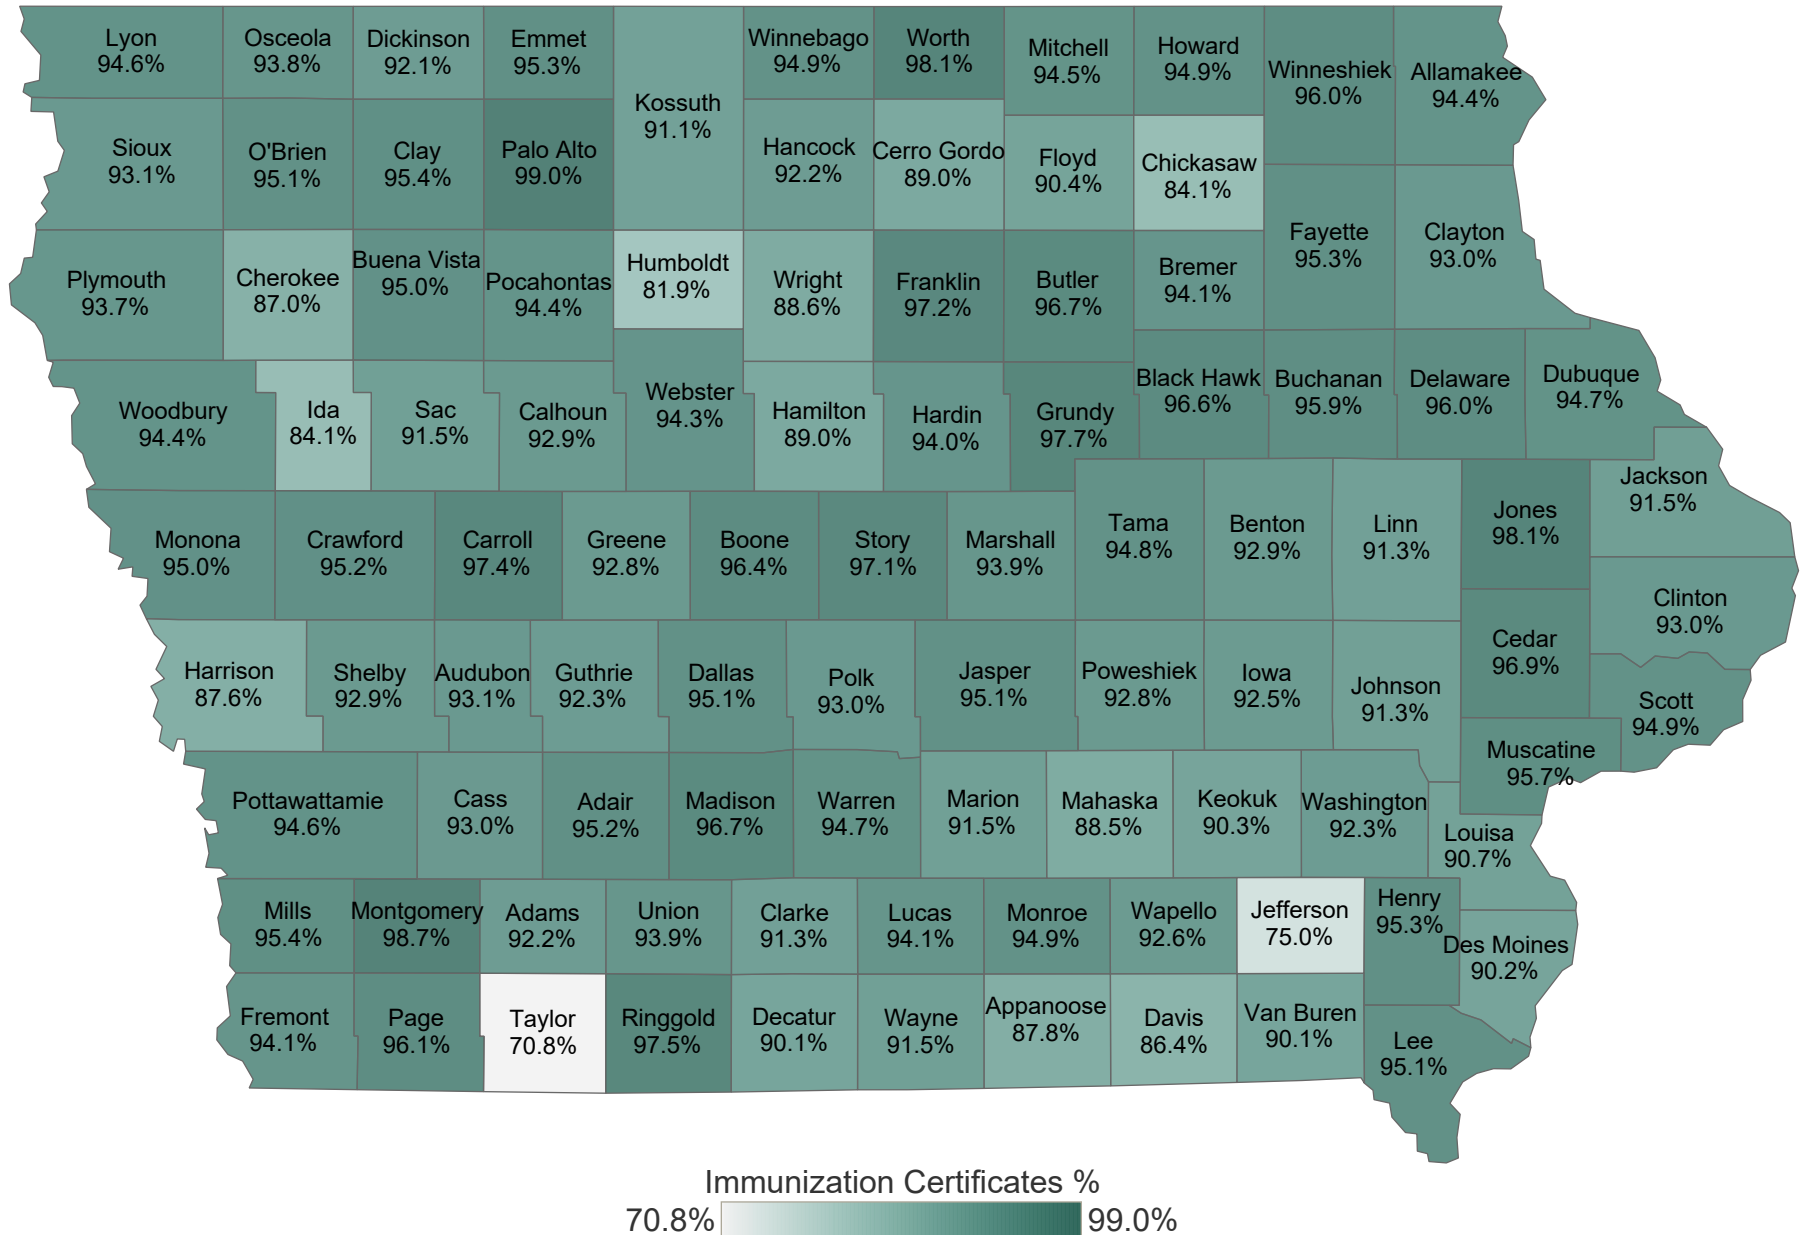 Lyon
94.6%
Osceola
93.8%
Dickinson
92.1%
Emmet
95.3%
Kossuth
91.1%
Winnebago
94.9%
Worth
98.1%
Mitchell
94.5%
Howard
94.9%
Winneshiek
96.0%
Allamakee
94.4%
Sioux
93.1%
O'Brien
95.1%
Clay
95.4%
Palo Alto
99.0%
Hancock
92.2%
Cerro Gordo
89.0%
Floyd
90.4%
Chickasaw
84.1%
Fayette
95.3%
Clayton
93.0%
Plymouth
93.7%
Cherokee
87.0%
Buena Vista
95.0%
Pocahontas
94.4%
Humboldt
81.9%
Wright
88.6%
Franklin
97.2%
Butler
96.7%
Bremer
94.1%
Woodbury
94.4%
Ida
84.1%
Sac
91.5%
Calhoun
92.9%
Webster
94.3%
Hamilton
89.0%
Hardin
94.0%
Grundy
97.7%
Black Hawk
96.6%
Buchanan
95.9%
Delaware
96.0%
Dubuque
94.7%
Monona
95.0%
Crawford
95.2%
Carroll
97.4%
Greene
92.8%
Boone
96.4%
Story
97.1%
Marshall
93.9%
Tama
94.8%
Benton
92.9%
Linn
91.3%
Jones
98.1%
Jackson
91.5%
Clinton
93.0%
Harrison
87.6%
Shelby
92.9%
Audubon
93.1%
Guthrie
92.3%
Dallas
95.1%
Polk
93.0%
Jasper
95.1%
Poweshiek
92.8%
Iowa
92.5%
Johnson
91.3%
Cedar
96.9%
Scott
94.9%
Muscatine
95.7%
Pottawattamie
94.6%
Cass
93.0%
Adair
95.2%
Madison
96.7%
Warren
94.7%
Marion
91.5%
Mahaska
88.5%
Keokuk
90.3%
Washington
92.3%
Louisa
90.7%
Mills
95.4%
Montgomery
98.7%
Adams
92.2%
Union
93.9%
Clarke
91.3%
Lucas
94.1%
Monroe
94.9%
Wapello
92.6%
Jefferson
75.0%
Henry
95.3%
Des Moines
90.2%
Fremont
94.1%
Page
96.1%
Taylor
70.8%
Ringgold
97.5%
Decatur
90.1%
Wayne
91.5%
Appanoose
87.8%
Davis
86.4%
Van Buren
90.1%
Lee
95.1%
Immunization Certificates %
70.8%
99.0%